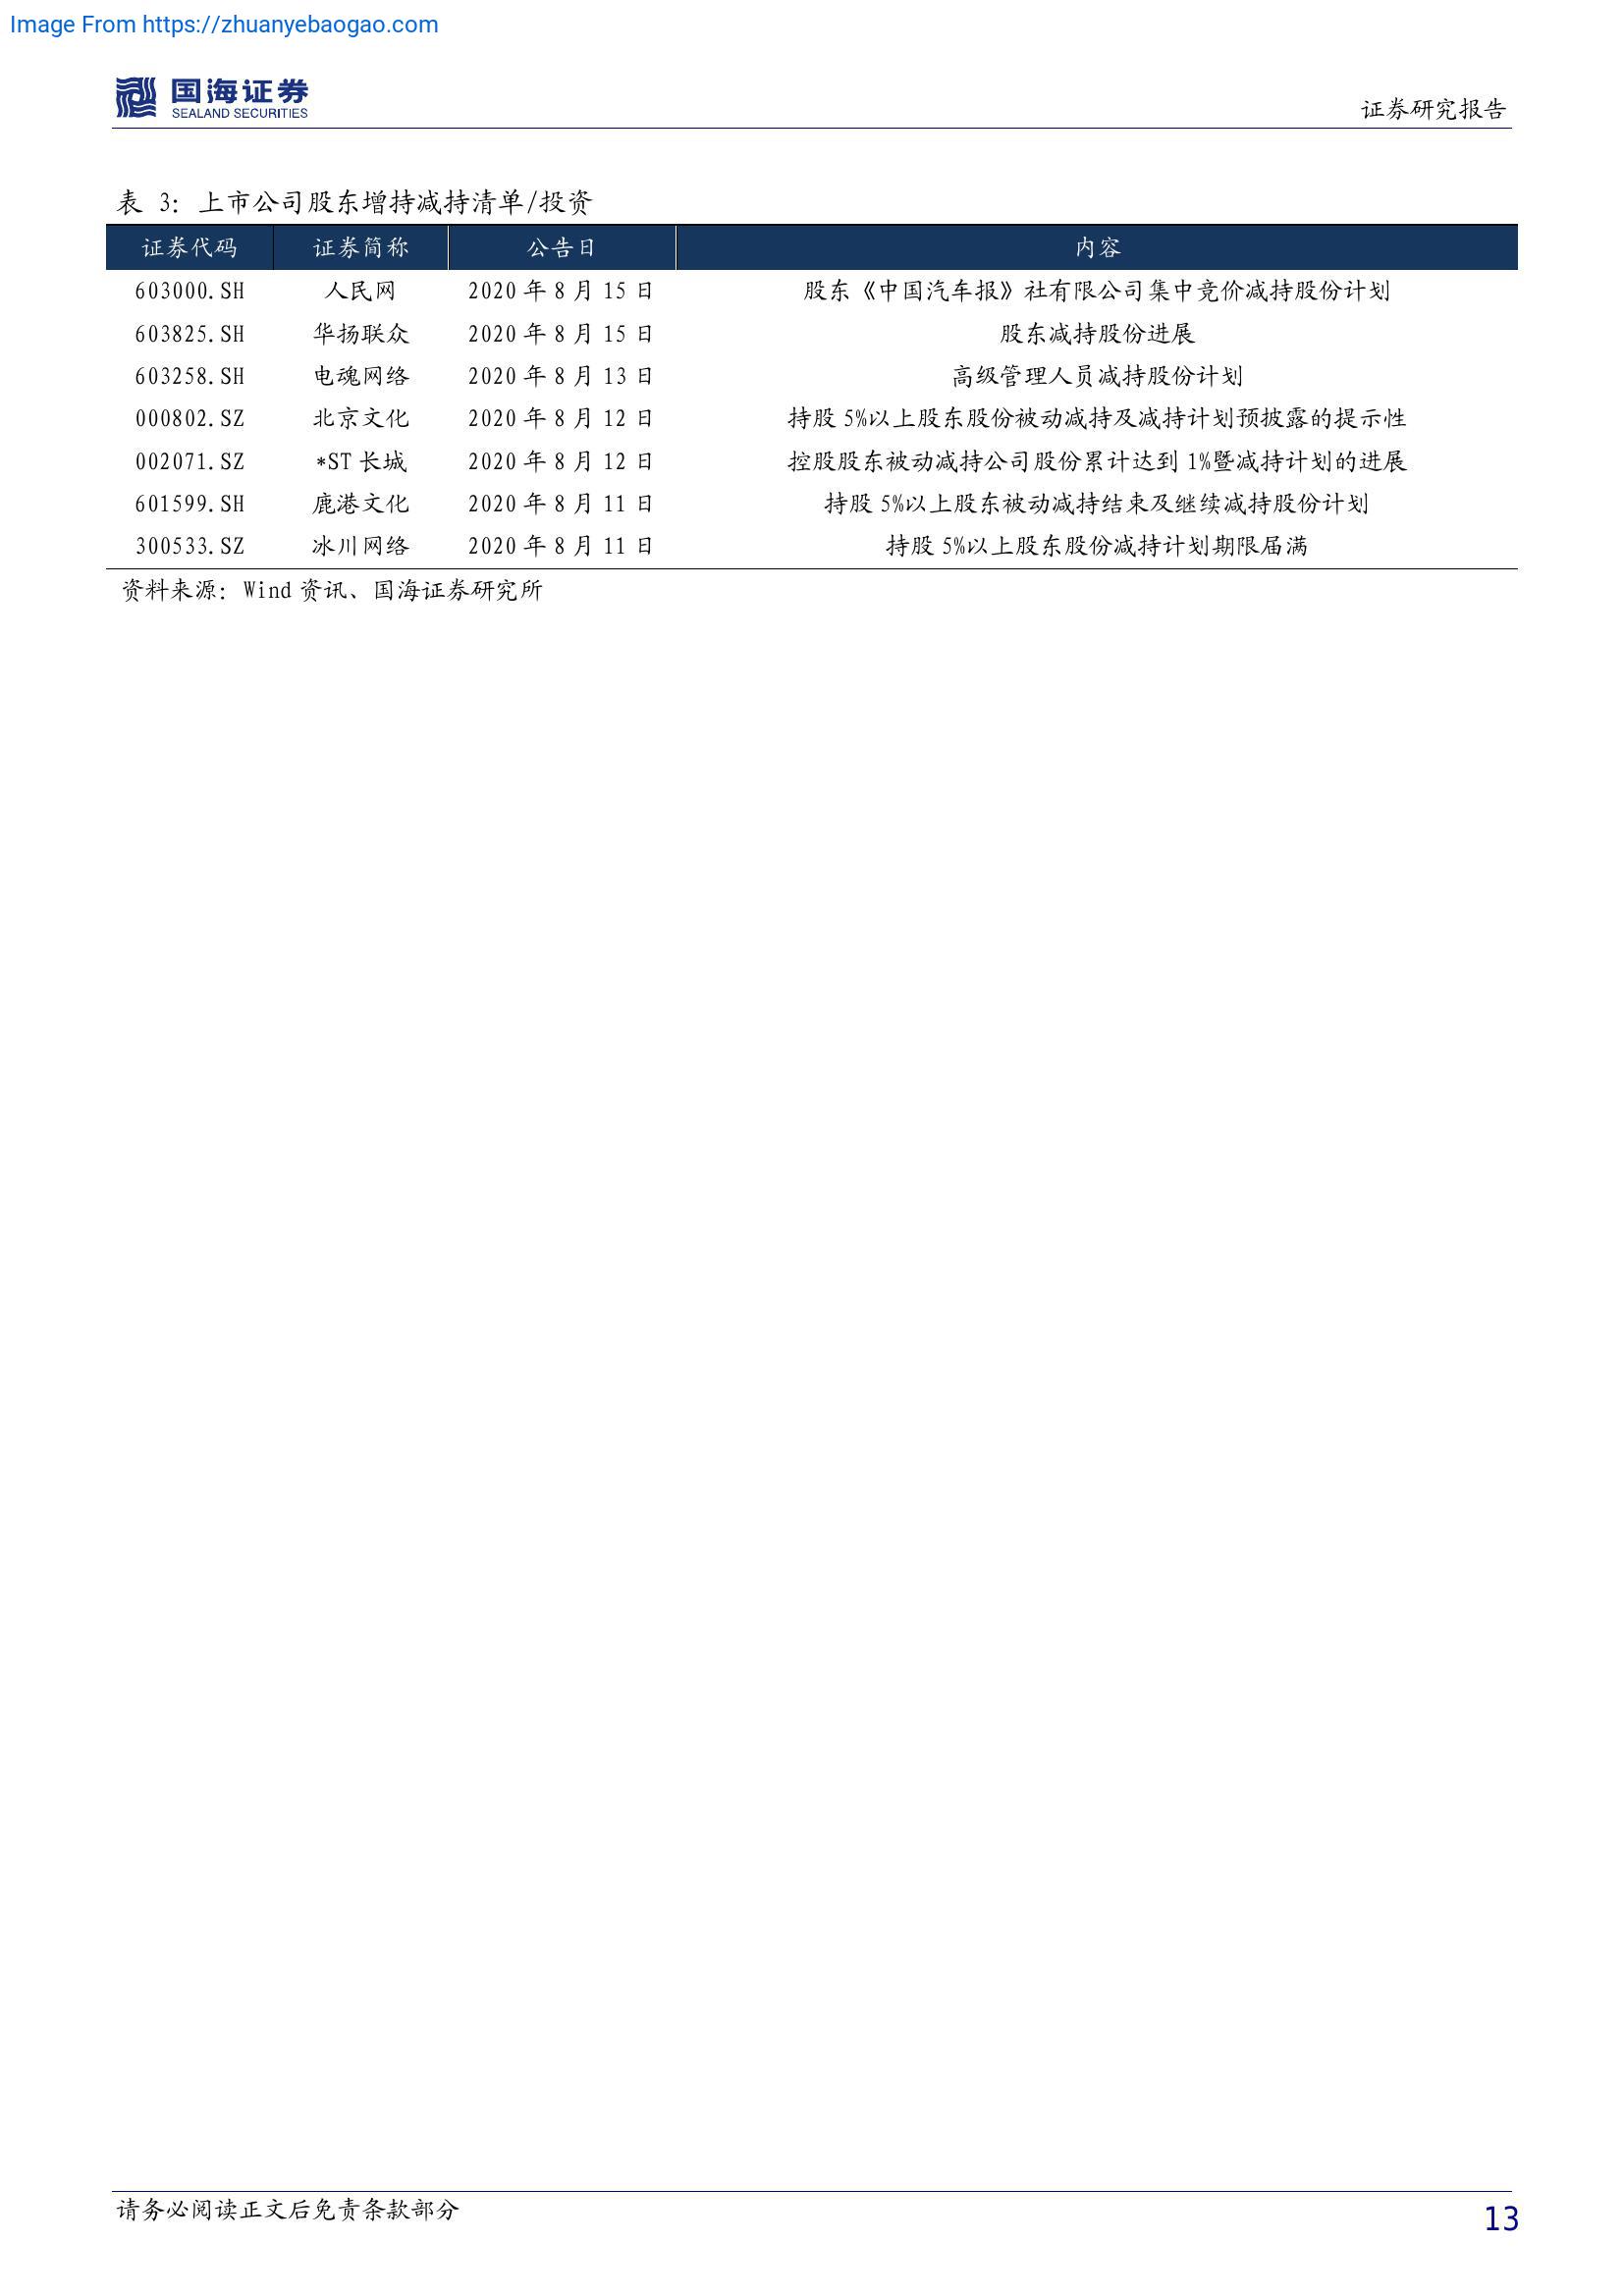 Image From https://zhuanyebaogao.com
国海证券
SEALAND SECURITIES
证券研究报告
表 3：上市公司股东增持减持清单/投资
证券代码 证券简称 公告日 内容
603000.SH 人民网 2020 年 8 月 15 日 股东《中国汽车报》社有限公司集中竞价减持股份计划
603825.SH 华扬联众 2020 年 8 月 15 日 股东减持股份进展
603258.SH 电魂网络 2020 年 8 月 13 日 高级管理人员减持股份计划
000802.SZ 北京文化 2020 年 8 月 12 日 持股 5%以上股东股份被动减持及减持计划预披露的提示性
002071.SZ *ST 长城 2020 年 8 月 12 日 控股股东被动减持公司股份累计达到 1%暨减持计划的进展
601599.SH 鹿港文化 2020 年 8 月 11 日 持股 5%以上股东被动减持结束及继续减持股份计划
300533.SZ 冰川网络 2020 年 8 月 11 日 持股 5%以上股东股份减持计划期限届满
资料来源：Wind 资讯、国海证券研究所
请务必阅读正文后免责条款部分
13